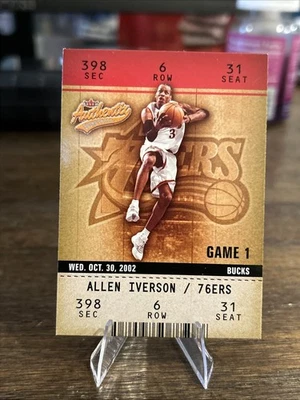 398 6 31
SEC ROW SEAT
Fleer
Authentix
3
76ERS
GAME 1
WED. OCT. 30, 2002 BUCKS
ALLEN IVERSON / 76ERS
398 6 31
SEC ROW SEAT